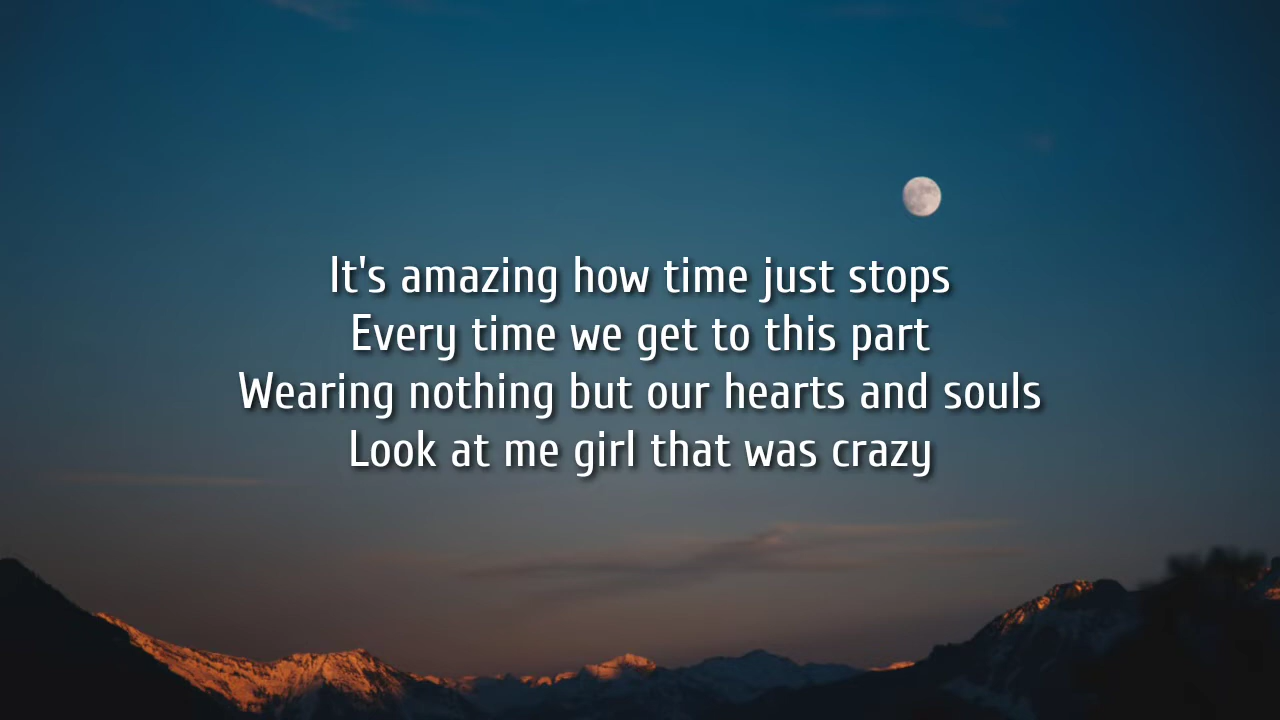 It's amazing how time just stops
Every time we get to this part
Wearing nothing but our hearts and souls
Look at me girl that was crazy